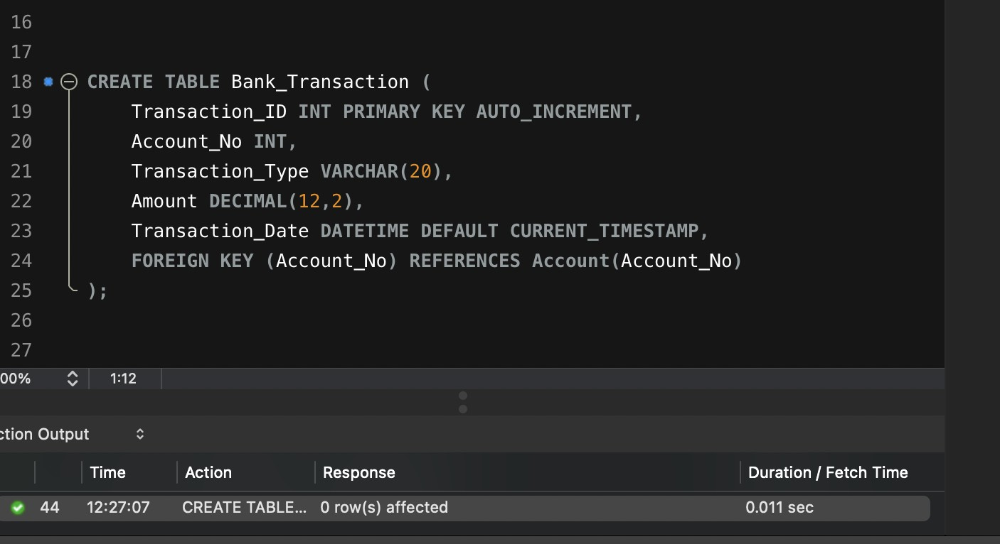 16
17
18 CREATE TABLE Bank_Transaction (
19 Transaction_ID INT PRIMARY KEY AUTO_INCREMENT,
20 Account_No INT,
21 Transaction_Type VARCHAR(20),
22 Amount DECIMAL(12,2),
23 Transaction_Date DATETIME DEFAULT CURRENT_TIMESTAMP,
24 FOREIGN KEY (Account_No) REFERENCES Account(Account_No)
25 );
26
27
00% 1:12
ction Output
Time Action Response Duration / Fetch Time
44 12:27:07 CREATE TABLE... 0 row(s) affected 0.011 sec